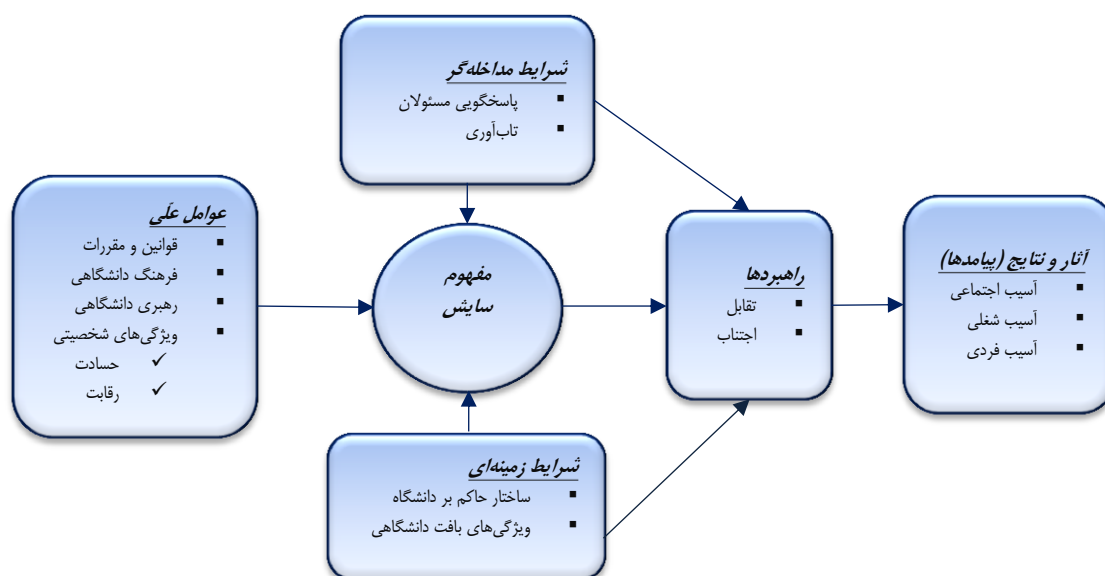 شرایط مداخله‌گر
▪ پاسخگویی مسئولان
▪ تاب‌آوری
عوامل علّی
▪ قوانین و مقررات
▪ فرهنگ دانشگاهی
▪ رهبری دانشگاهی
▪ ویژگی‌های شخصیتی
✓ حسادت
✓ رقابت
مفهوم
سایش
راهبردها
▪ تقابل
▪ اجتناب
آثار و نتایج (پیامدها)
▪ آسیب اجتماعی
▪ آسیب شغلی
▪ آسیب فردی
شرایط زمینه‌ای
▪ ساختار حاکم بر دانشگاه
▪ ویژگی‌های بافت دانشگاهی